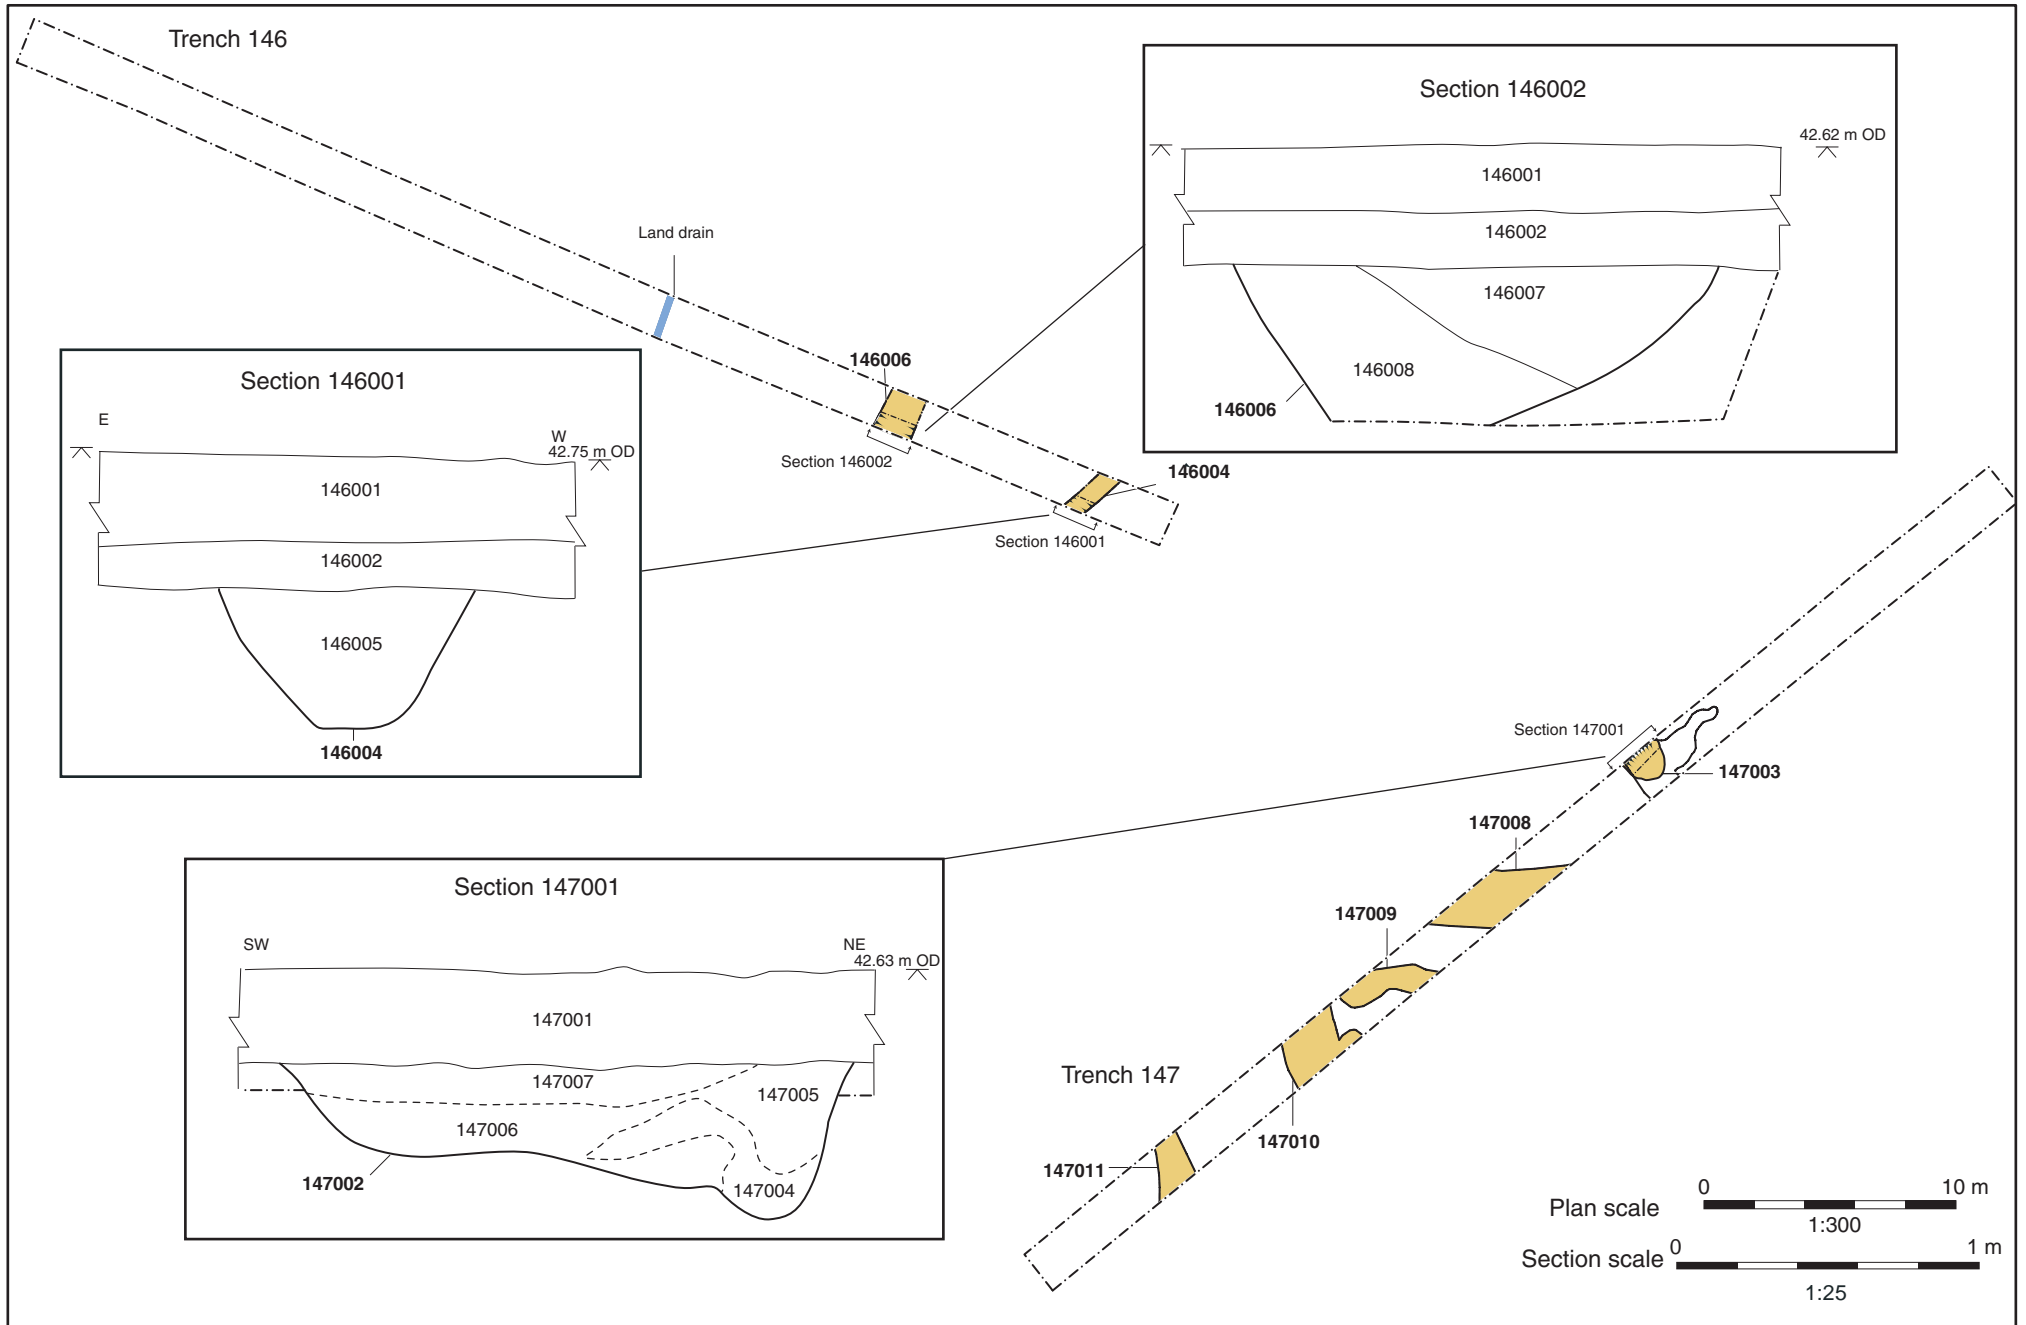 Trench 146
Land drain
146006
Section 146002
146004
Section 146001
Section 146002
42.62 m OD
146001
146002
146007
146008
146006
Section 146001
E
W
42.75 m OD
146001
146002
146005
146004
Section 147001
147003
147008
147009
Trench 147
147010
147011
Section 147001
SW
NE
42.63 m OD
147001
147007
147005
147006
147002
147004
Plan scale
0
10 m
1:300
Section scale
0
1 m
1:25